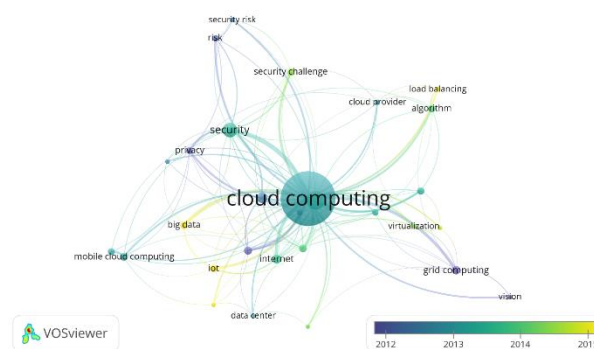 security risk
risk
security challenge
load balancing
cloud provider
algorithm
security
privacy
cloud computing
big data
virtualization
mobile cloud computing
internet
iot
grid computing
vision
data center
VOSviewer
2012 2013 2014 2015